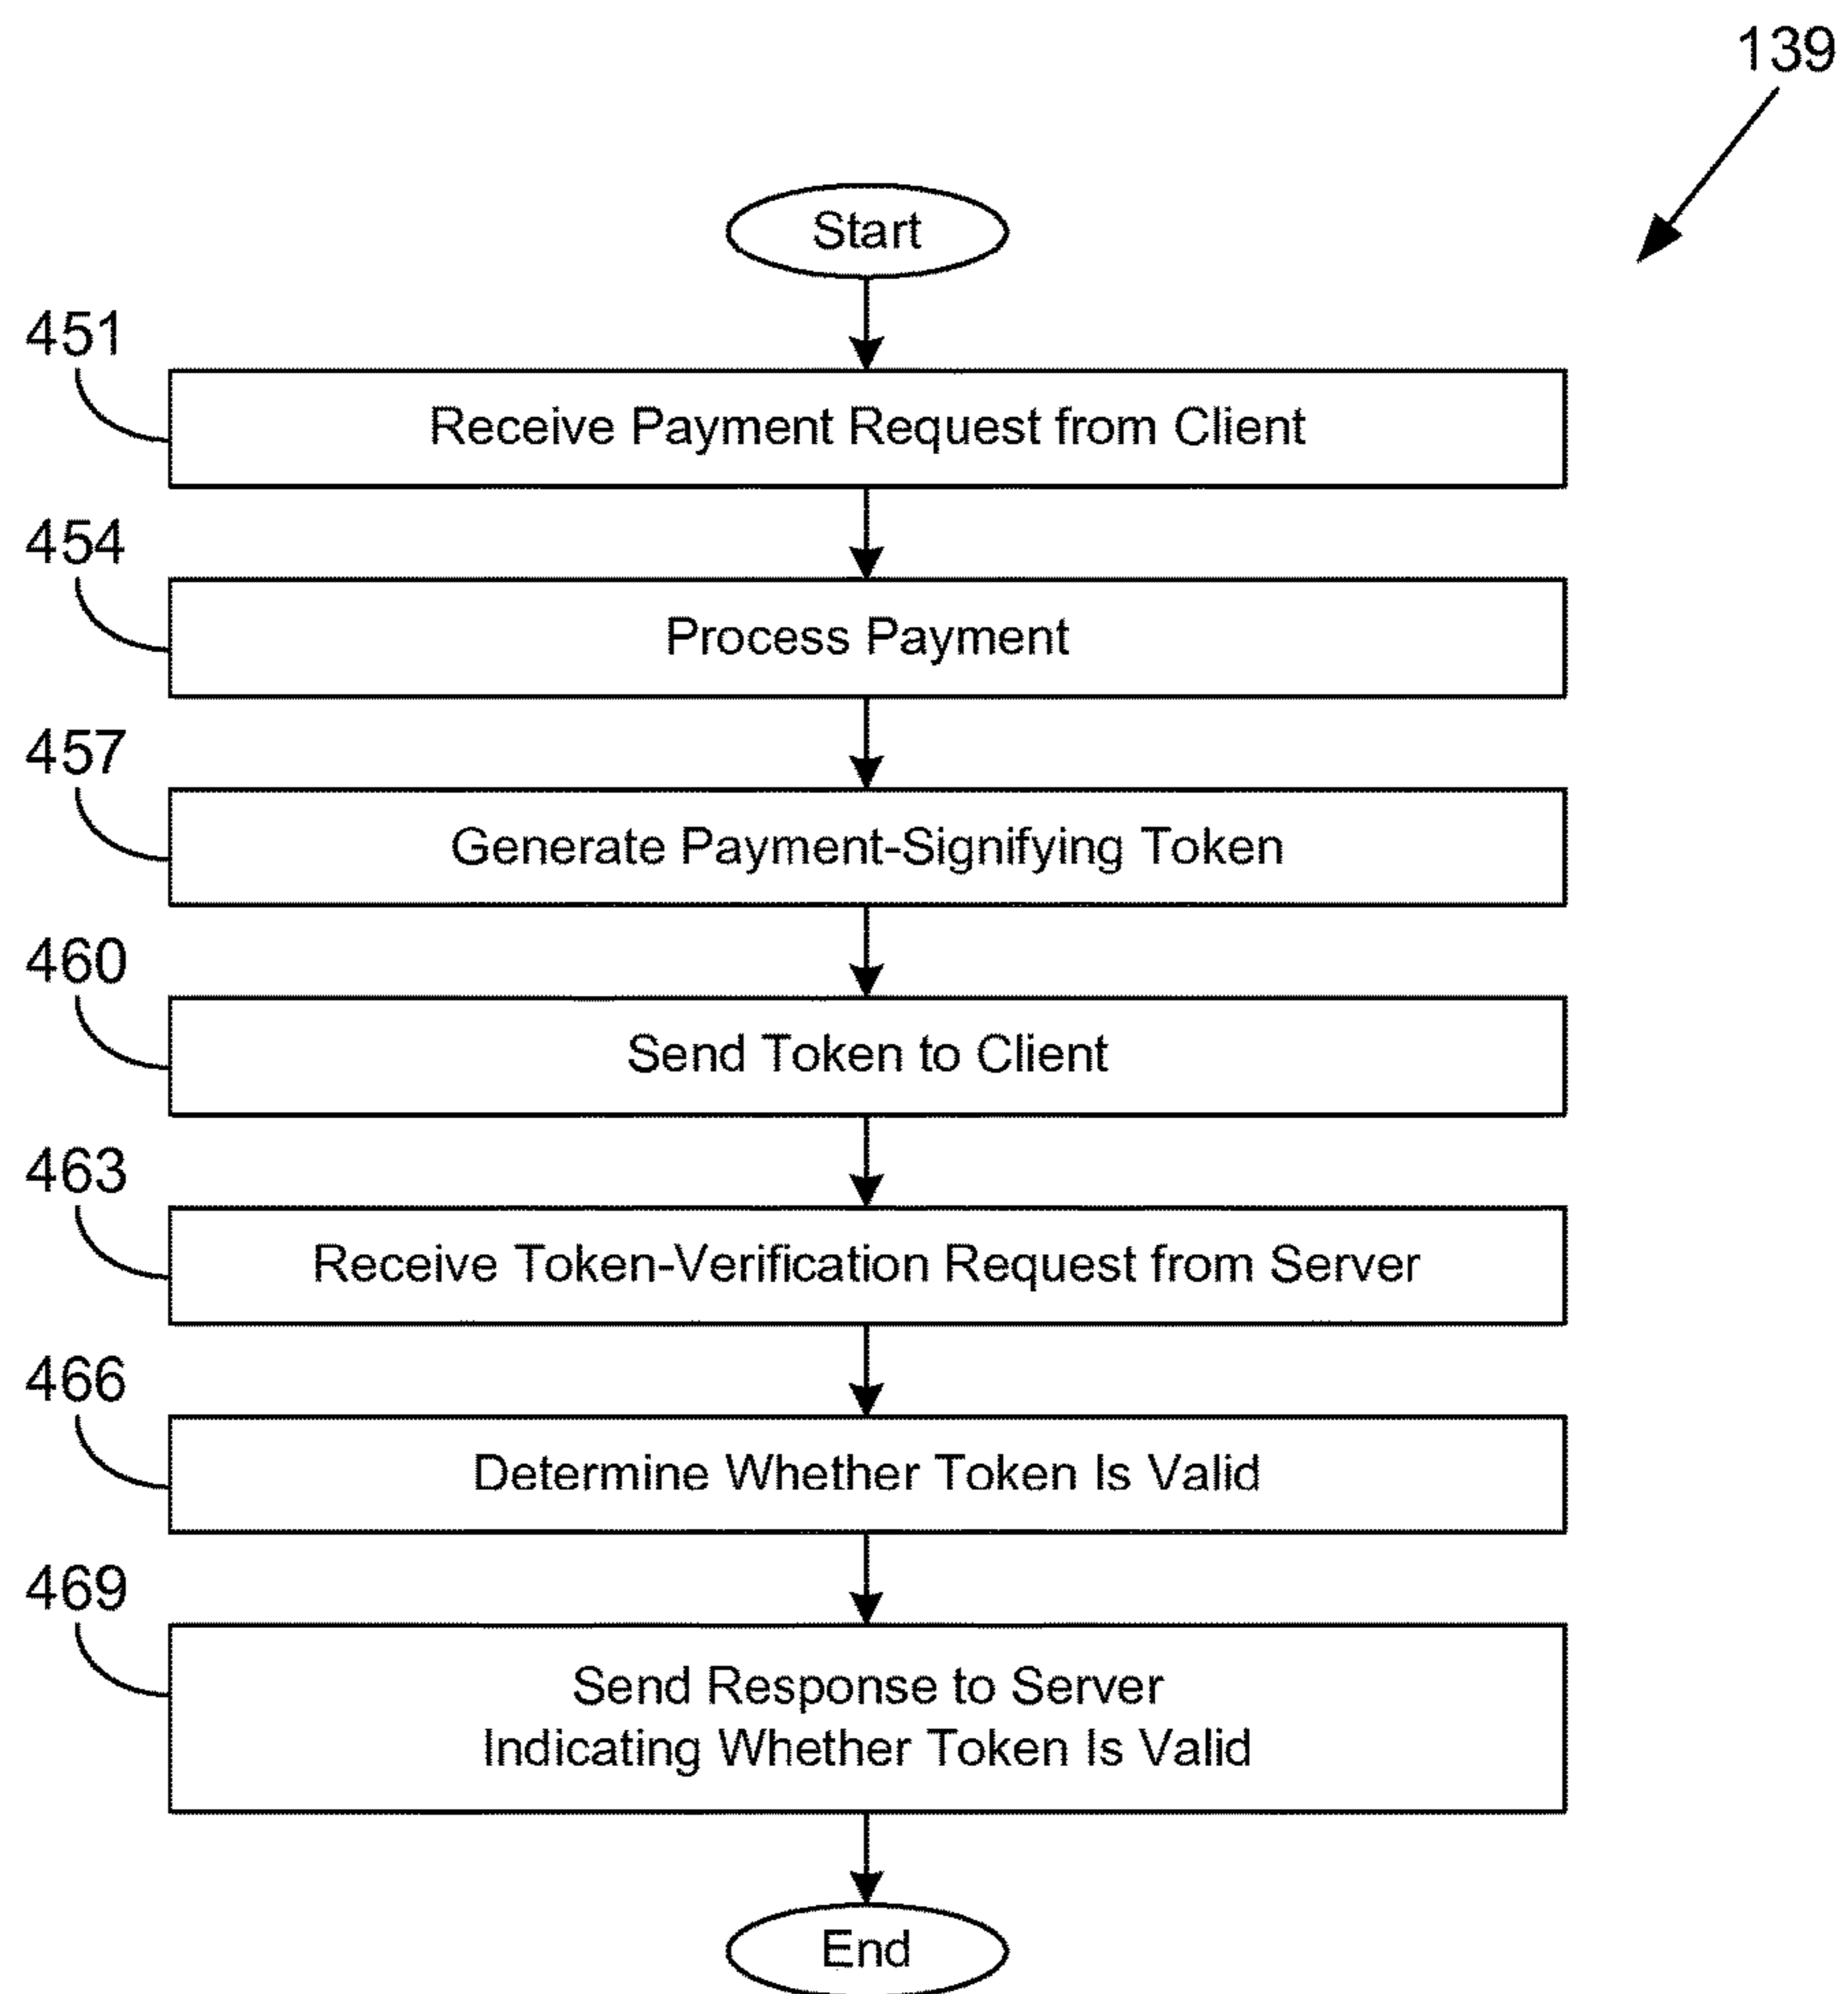 139
Start
451
Receive Payment Request from Client
454
Process Payment
457
Generate Payment-Signifying Token
460
Send Token to Client
463
Receive Token-Verification Request from Server
466
Determine Whether Token Is Valid
469
Send Response to Server
Indicating Whether Token Is Valid
End